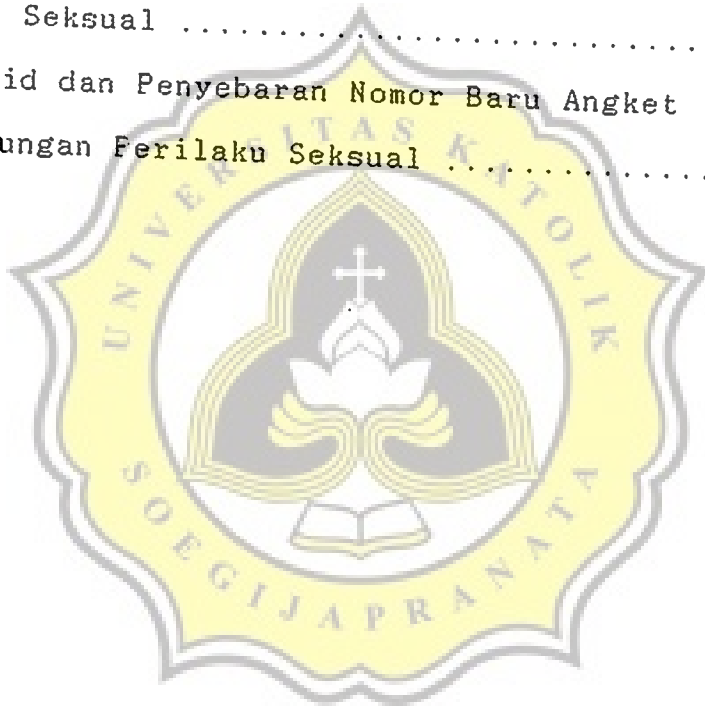 Seksual ................................
id dan Penyebaran Nomor Baru Angket
ungan Perilaku Seksual ...............
UNIVERSITAS KATOLIK
SOEGIJAPRANATA